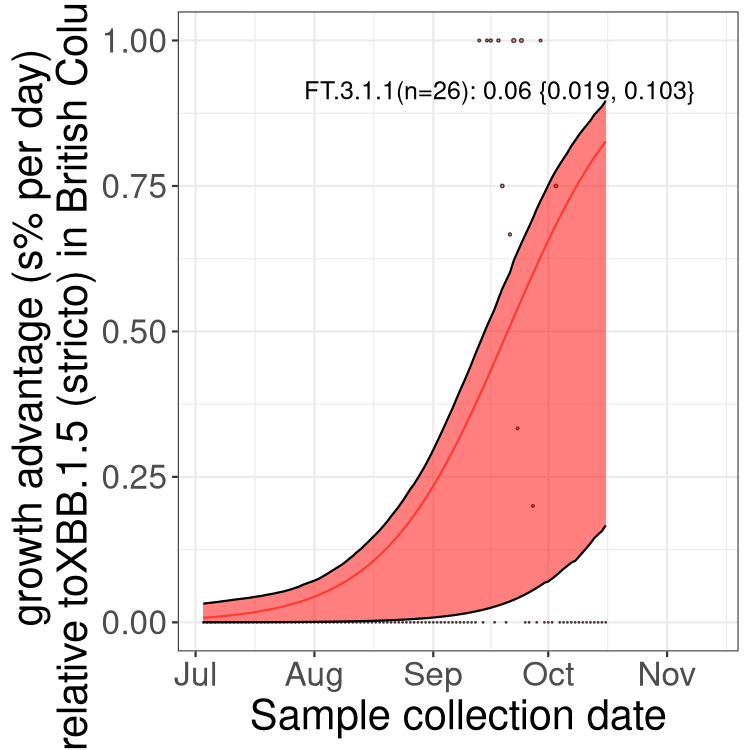 growth advantage (s% per day)
relative toXBB.1.5 (stricto) in British Colu
1.00
0.75
0.50
0.25
0.00
FT.3.1.1(n=26): 0.06 {0.019, 0.103}
Jul Aug Sep Oct Nov
Sample collection date